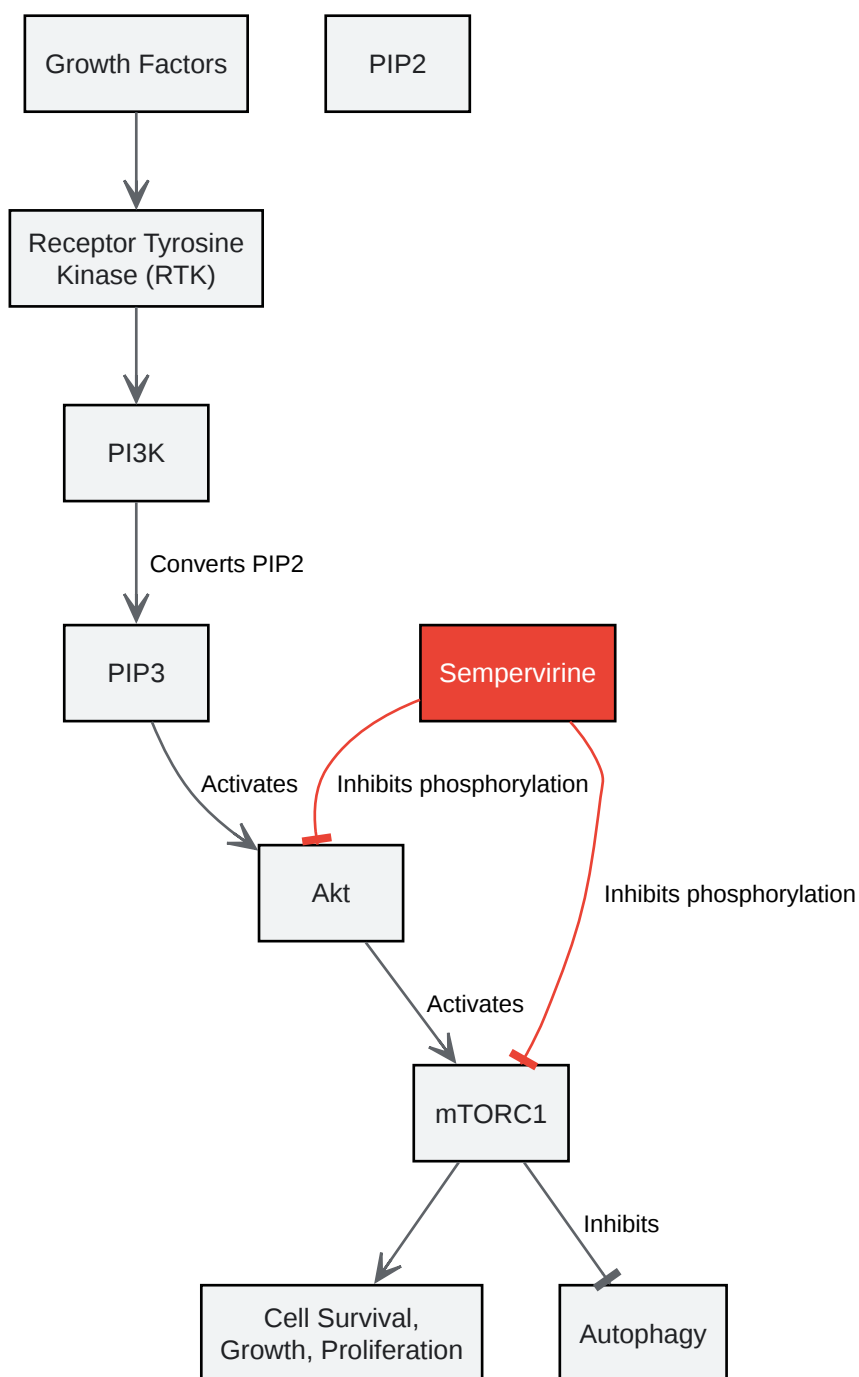 Growth Factors
PIP2
Receptor Tyrosine
Kinase (RTK)
PI3K
Converts PIP2
PIP3
Sempervirine
Activates
Inhibits phosphorylation
Akt
Inhibits phosphorylation
Activates
mTORC1
Inhibits
Cell Survival,
Growth, Proliferation
Autophagy